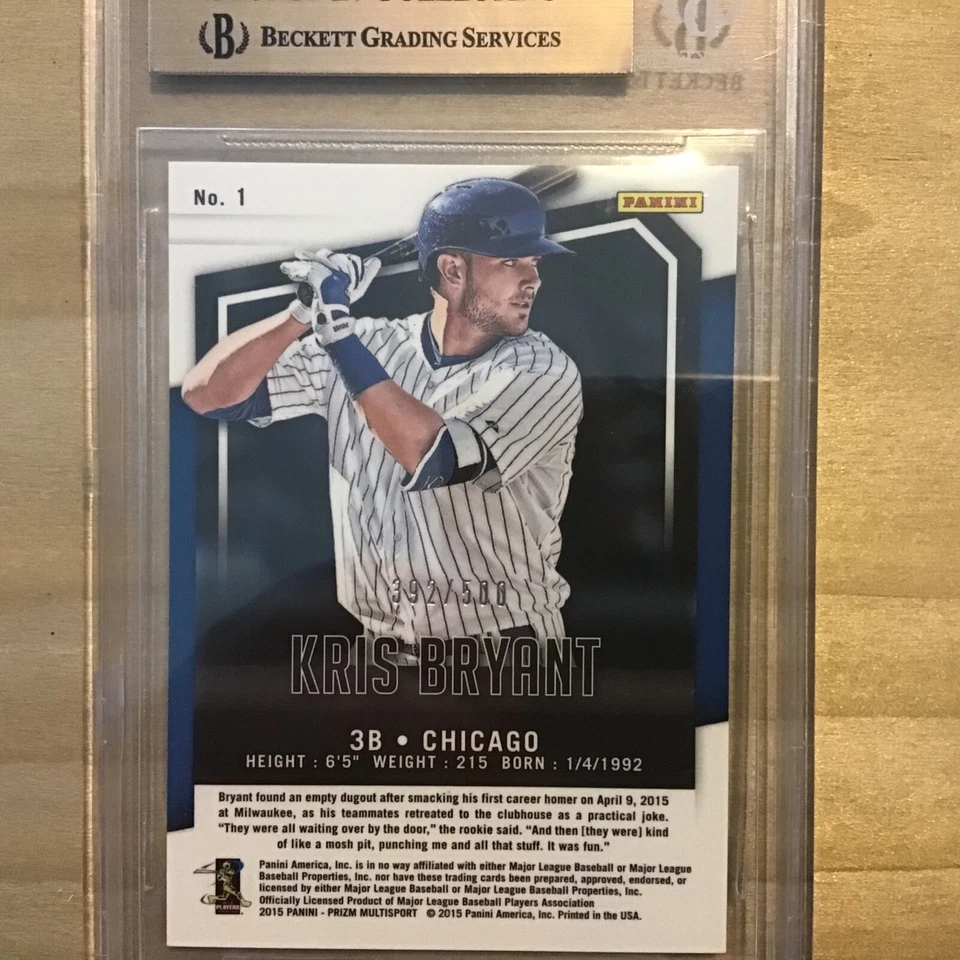 BECKETT GRADING SERVICES
No. 1
PANINI
392/500
KRIS BRYANT
3B • CHICAGO
HEIGHT : 6'5" WEIGHT : 215 BORN : 1/4/1992
Bryant found an empty dugout after smacking his first career homer on April 9, 2015
at Milwaukee, as his teammates retreated to the clubhouse as a practical joke.
"They were all waiting over by the door," the rookie said. "And then [they were] kind
of like a mosh pit, punching me and all that stuff. It was fun."
Panini America, Inc. is in no way affiliated with either Major League Baseball or Major League
Baseball Properties, Inc. nor have these trading cards been prepared, approved, endorsed, or
licensed by either Major League Baseball or Major League Baseball Properties, Inc.
Officially Licensed Product of Major League Baseball Players Association
2015 PANINI - PRIZM MULTISPORT © 2015 Panini America, Inc. Printed in the USA.
PLAYERS